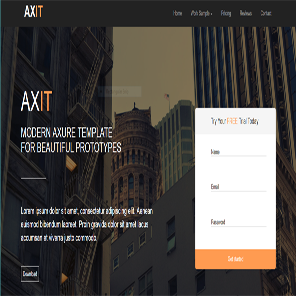 AXIT
Home Work Sample Pricing Reviews Contact
AXIT
MODERN AXURE TEMPLATE
FOR BEAUTIFUL PROTOTYPES
Lorem ipsum dolor sit amet, consectetur adipiscing elit. Aenean
euismod bibendum laoreet. Proin gravida dolor sit amet lacus
accumsan et viverra justo commodo.
Download
Try Your FREE Trial Today
Name
Email
Password
Get started